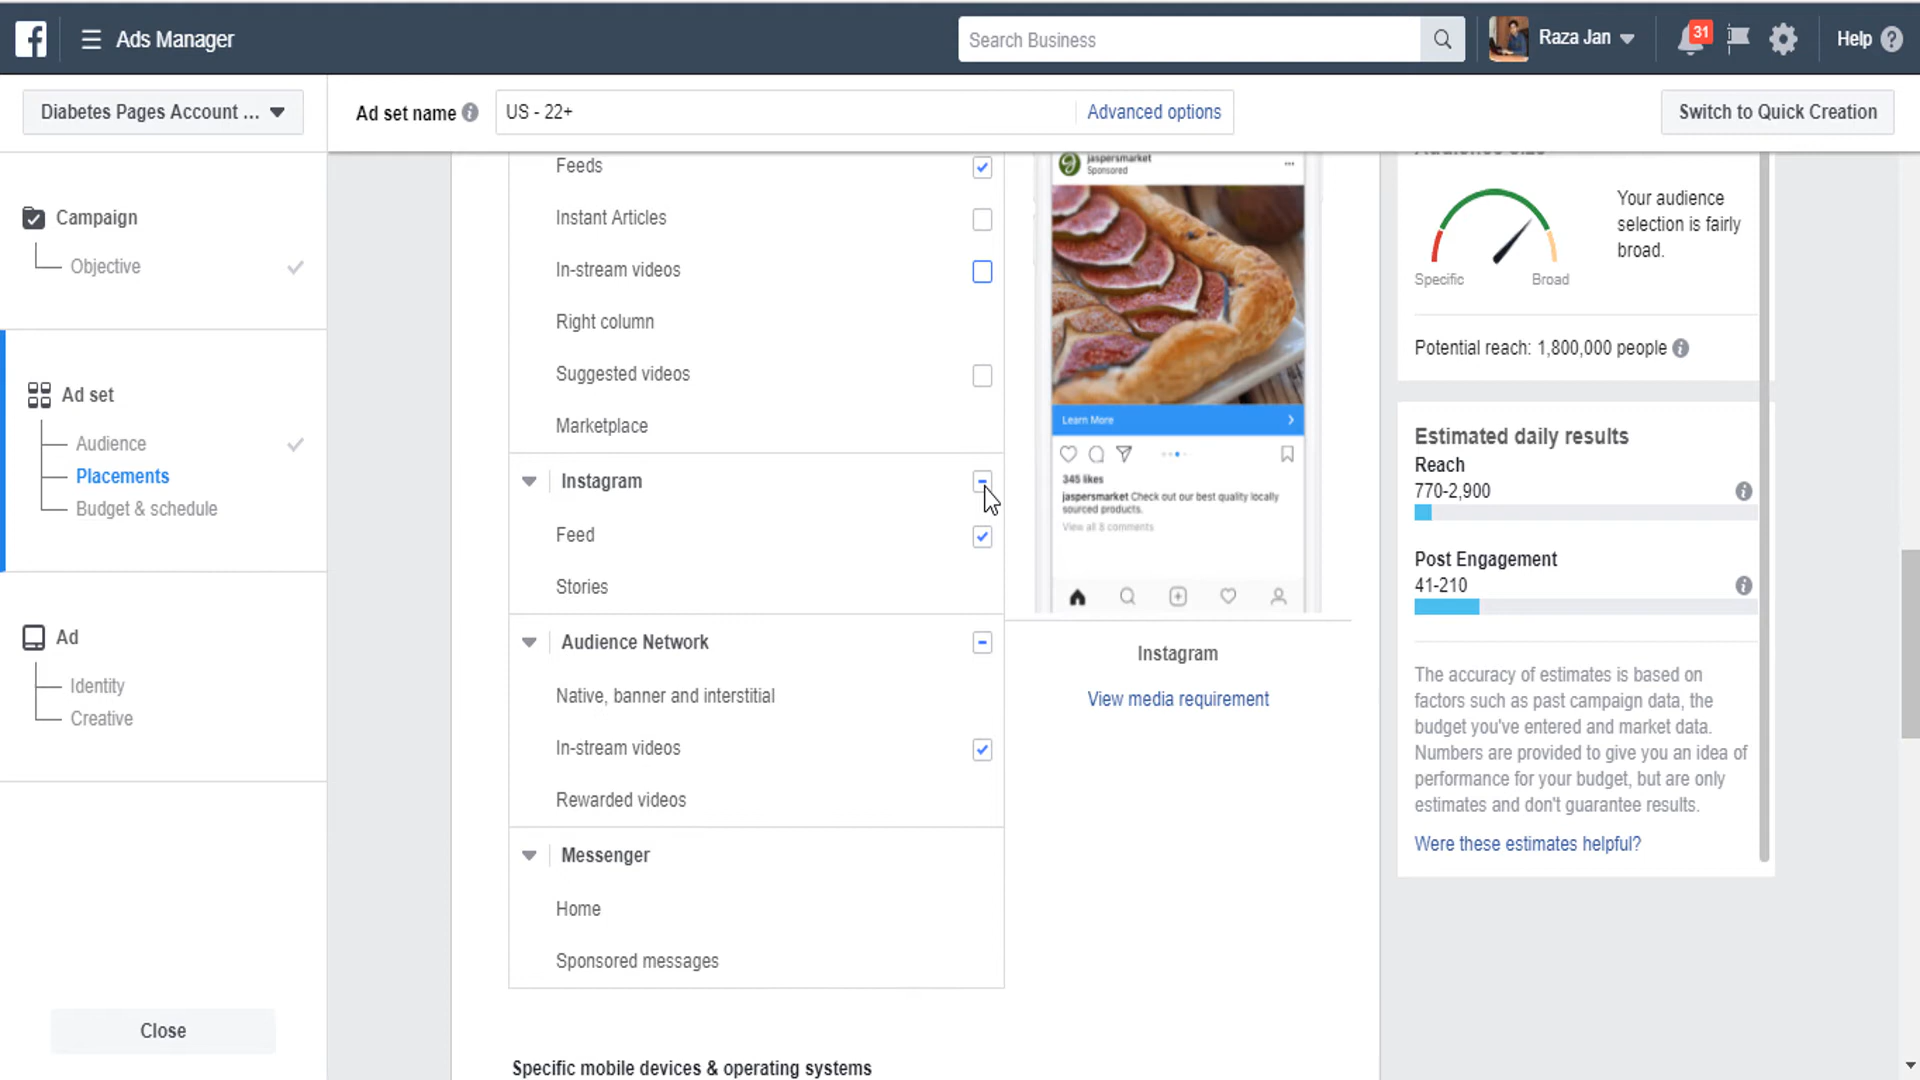 Ads Manager
Search Business
Raza Jan
31
Help
Diabetes Pages Account ...
Ad set name
US - 22+
Advanced options
Switch to Quick Creation
Campaign
Objective
Ad set
Audience
Placements
Budget & schedule
Ad
Identity
Creative
Close
Feeds
Instant Articles
In-stream videos
Right column
Suggested videos
Marketplace
Instagram
Feed
Stories
Audience Network
Native, banner and interstitial
In-stream videos
Rewarded videos
Messenger
Home
Sponsored messages
Specific mobile devices & operating systems
jaspersmarket
Sponsored
Learn More
345 likes
jaspersmarket Check out our best quality locally
sourced products.
View all 8 comments
Instagram
View media requirement
Your audience
selection is fairly
broad.
Specific
Broad
Potential reach: 1,800,000 people
Estimated daily results
Reach
770-2,900
Post Engagement
41-210
The accuracy of estimates is based on
factors such as past campaign data, the
budget you've entered and market data.
Numbers are provided to give you an idea of
performance for your budget, but are only
estimates and don't guarantee results.
Were these estimates helpful?